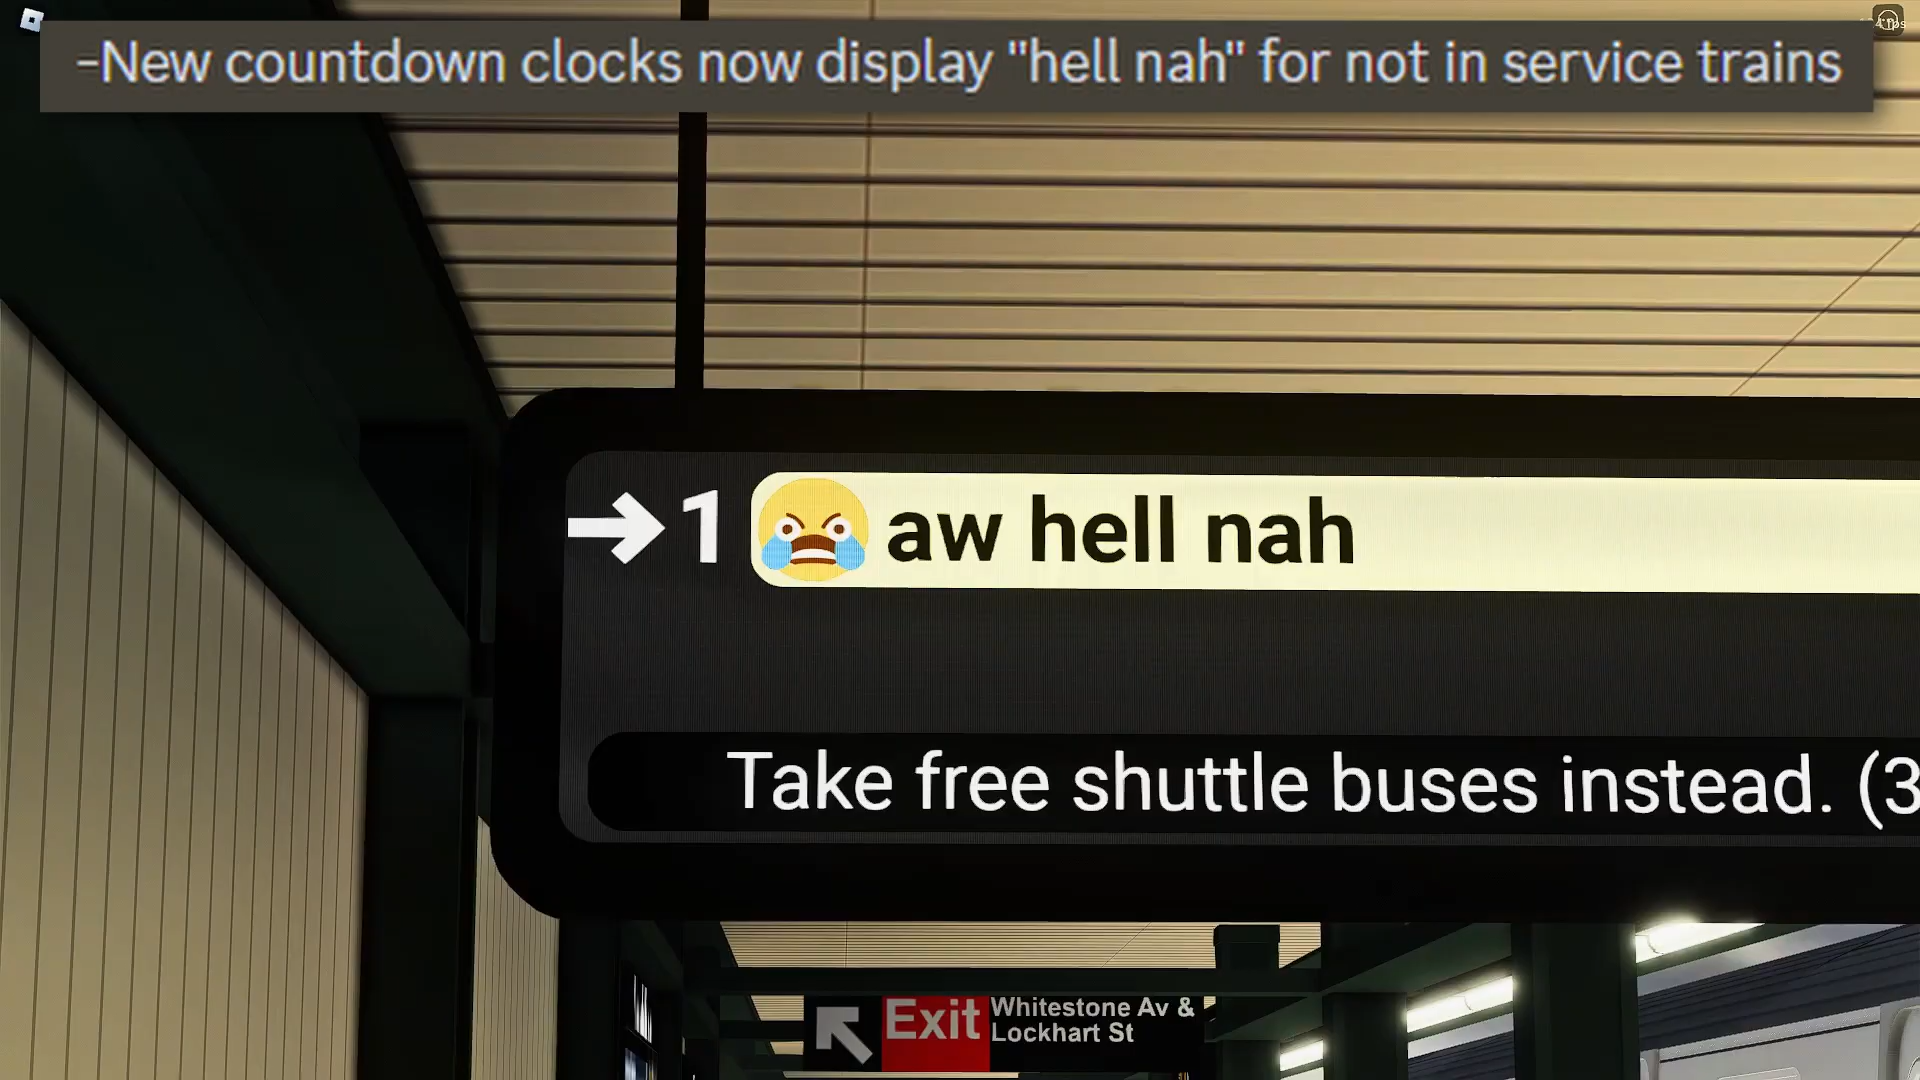 -New countdown clocks now display "hell nah" for not in service trains
→1 aw hell nah
Take free shuttle buses instead. (3
Exit Whitestone Av &
Lockhart St